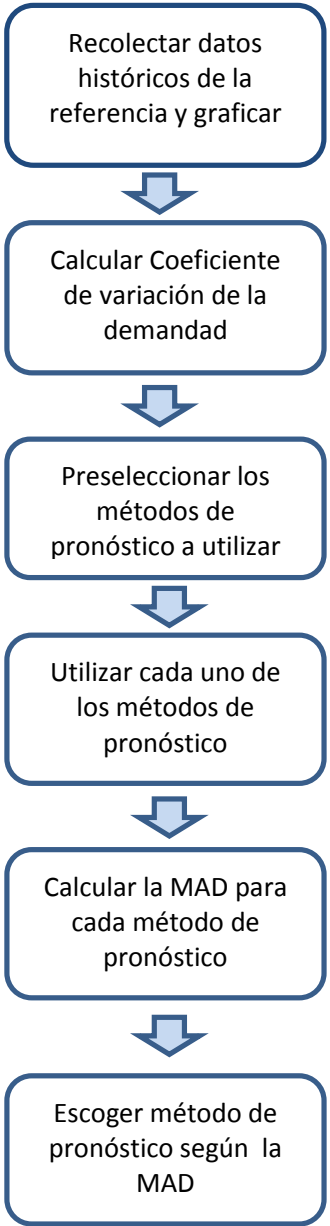 Recolectar datos
históricos de la
referencia y graficar
Calcular Coeficiente
de variación de la
demandad
Preseleccionar los
métodos de
pronóstico a utilizar
Utilizar cada uno de
los métodos de
pronóstico
Calcular la MAD para
cada método de
pronóstico
Escoger método de
pronóstico según la
MAD